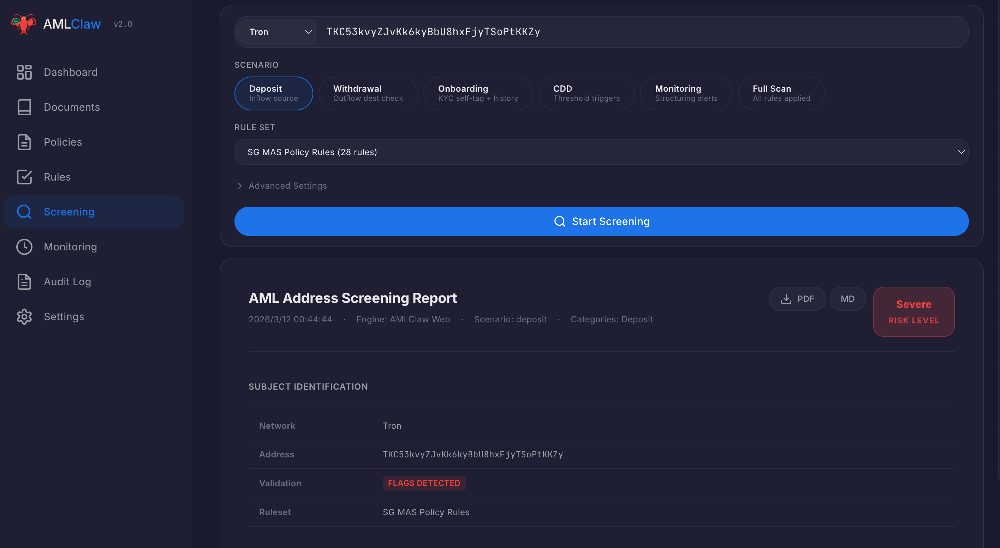 AMLClaw v2.0
Dashboard
Documents
Policies
Rules
Screening
Monitoring
Audit Log
Settings
Tron TKC53kvyZJvKk6kyBbU8hxFjyTSoPtKKZy
SCENARIO
Deposit
Inflow source
Withdrawal
Outflow dest check
Onboarding
KYC self-tag + history
CDD
Threshold triggers
Monitoring
Structuring alerts
Full Scan
All rules applied
RULE SET
SG MAS Policy Rules (28 rules)
Advanced Settings
Start Screening
AML Address Screening Report
2026/3/12 00:44:44 · Engine: AMLClaw Web · Scenario: deposit · Categories: Deposit
PDF
MD
Severe
RISK LEVEL
SUBJECT IDENTIFICATION
Network Tron
Address TKC53kvyZJvKk6kyBbU8hxFjyTSoPtKKZy
Validation FLAGS DETECTED
Ruleset SG MAS Policy Rules